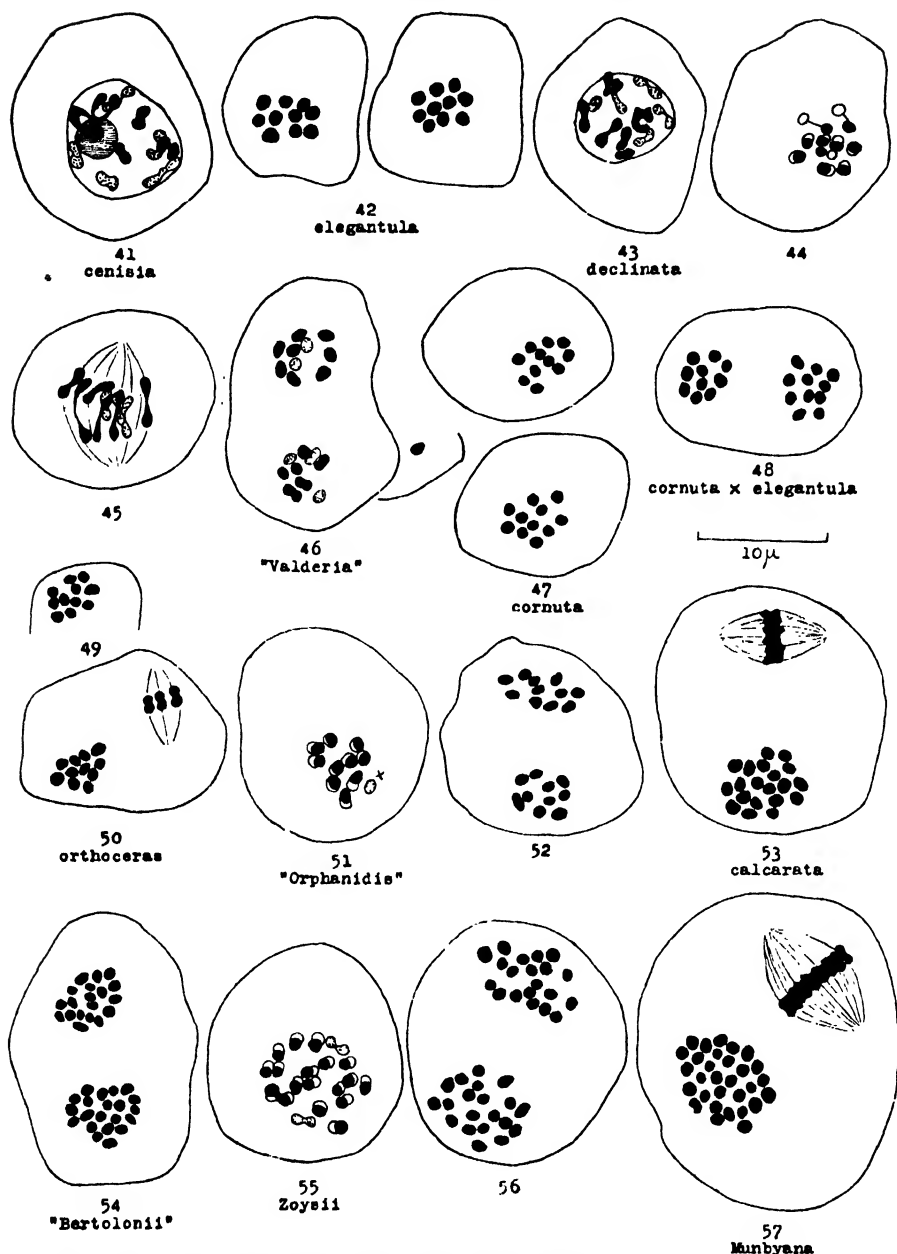 41
cenisia
42
elegantula
43
declinata
44
45
46
"Valderia"
47
cornuta
48
cornuta x elegantula
10μ
49
50
orthoceras
51
"Orphanidis"
x
52
53
calcarata
54
"Bertolonii"
55
Zoysii
56
57
Munbyana